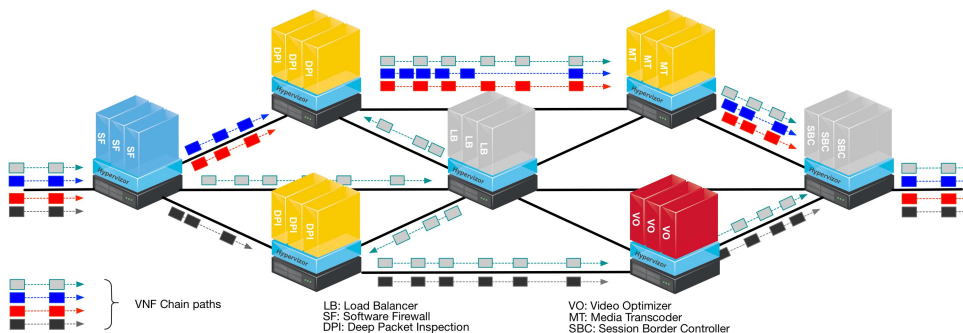 DPI DPI DPI
Hypervizor
MT MT MT
Hypervizor
SF SF SF
Hypervizor
LB LB LB
Hypervizor
SBC SBC SBC
Hypervizor
DPI DPI DPI
Hypervizor
VO VO VO
Hypervizor
VNF Chain paths
LB: Load Balancer
SF: Software Firewall
DPI: Deep Packet Inspection
VO: Video Optimizer
MT: Media Transcoder
SBC: Session Border Controller